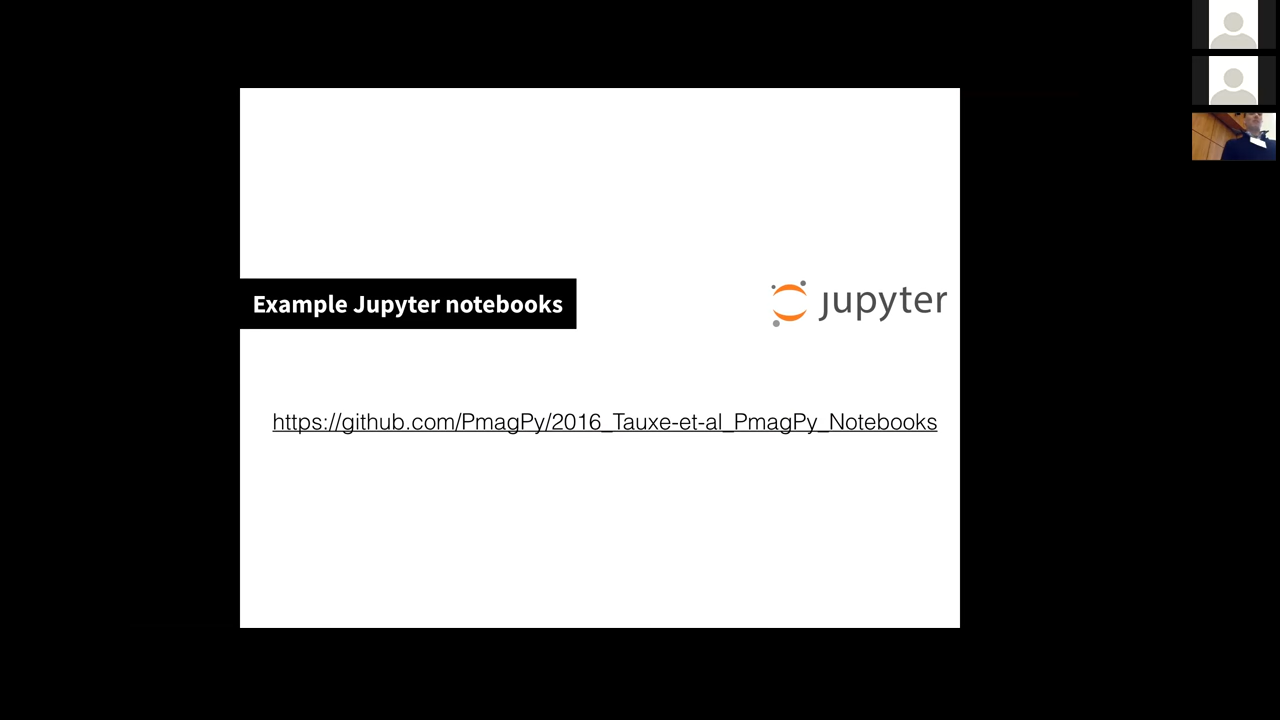 Example Jupyter notebooks
jupyter
https://github.com/PmagPy/2016_Tauxe-et-al_PmagPy_Notebooks